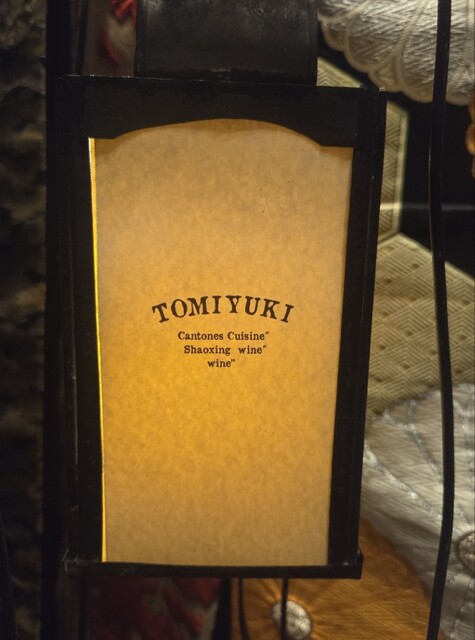 TOMIYUKI
Cantones Cuisine"
Shaoxing wine"
wine"